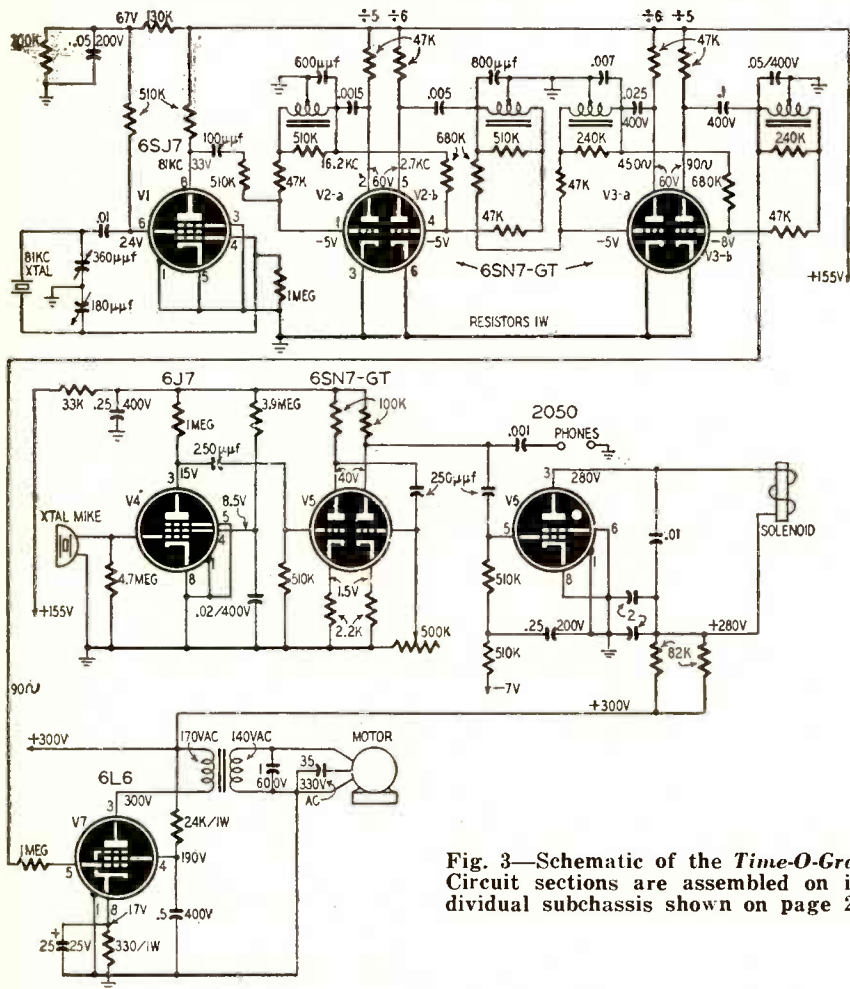 67V
130K
÷5
÷6
÷6
÷5
.05
200V
47K
47K
600μμf
800μμf
.007
.05/400V
510K
.0015
.005
.025
400V
.1
400V
6SJ7
100μμf
510K
680K
510K
240K
240K
81KC
33V
510K
47K
16.2KC
2.7KC
47K
450∿
90∿
680K
8
2
60V
5
60V
V1
V2-a
V2-b
V3-a
.01
6
3
4
1
4
24V
-5V
-5V
47K
-5V
-8V
47K
V3-b
81KC
XTAL
360μμf
1
5
3
6
6SN7-GT
180μμf
1MEG
+155V
RESISTORS 1W
6J7
6SN7-GT
33K
.25
400V
1MEG
3.9MEG
100K
2050
.001
PHONES
250μμf
3
15V
40V
250μμf
3
280V
V4
8.5V
V5
V6
XTAL MIKE
5
4
5
6
.01
SOLENOID
4.7MEG
8
1
510K
1.5V
510K
8
1
+155V
.02/400V
2.2K
500K
.25
200V
2
+280V
510K
82K
90∿
-7V
+300V
+300V
170VAC
140VAC
MOTOR
6L6
3
300V
1
600V
35
330V
AC
V7
24K/1W
1MEG
5
4
190V
1
8
17V
.5
400V
25
+
25V
330/1W
Fig. 3—Schematic of the Time-O-Gra
Circuit sections are assembled on i
dividual subchassis shown on page 2